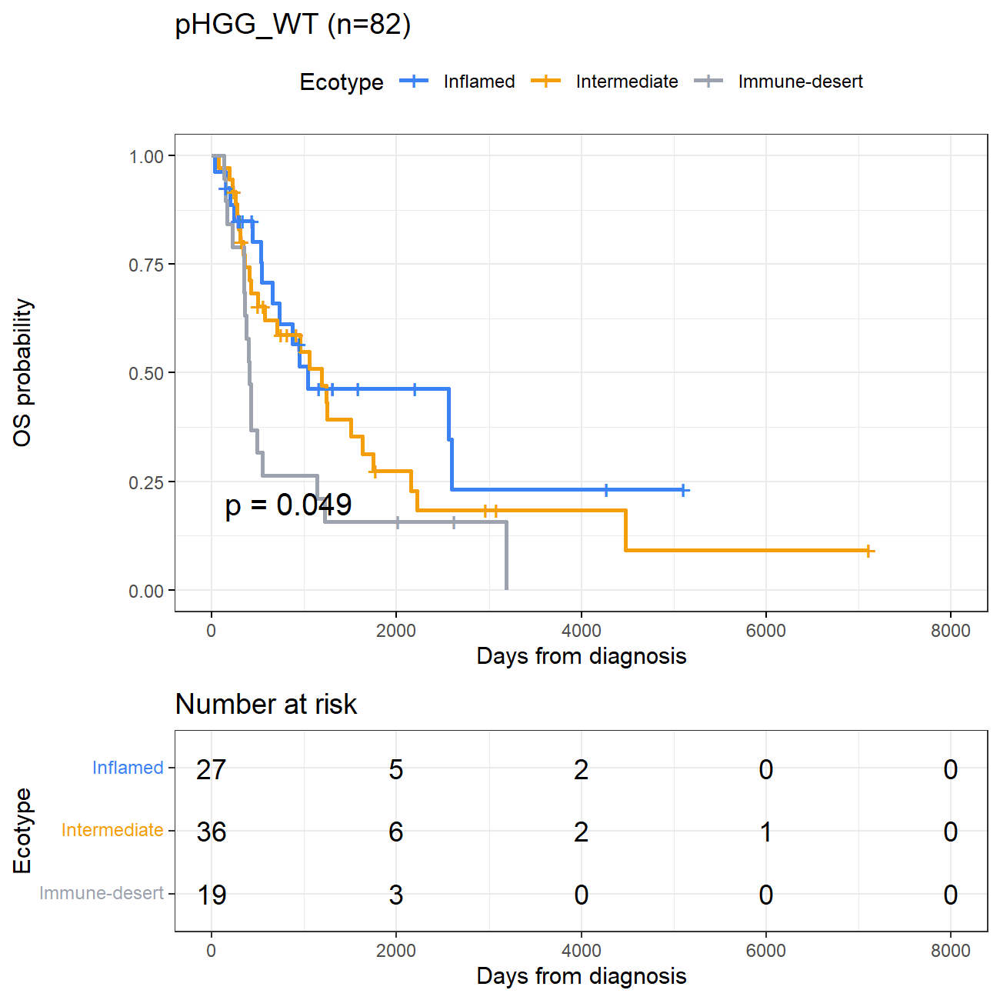 pHGG_WT (n=82)
Ecotype Inflamed Intermediate Immune-desert
OS probability
1.00
0.75
0.50
0.25
0.00
p = 0.049
0 2000 4000 6000 8000
Days from diagnosis
Number at risk
Ecotype
Inflamed 27 5 2 0 0
Intermediate 36 6 2 1 0
Immune-desert 19 3 0 0 0
0 2000 4000 6000 8000
Days from diagnosis